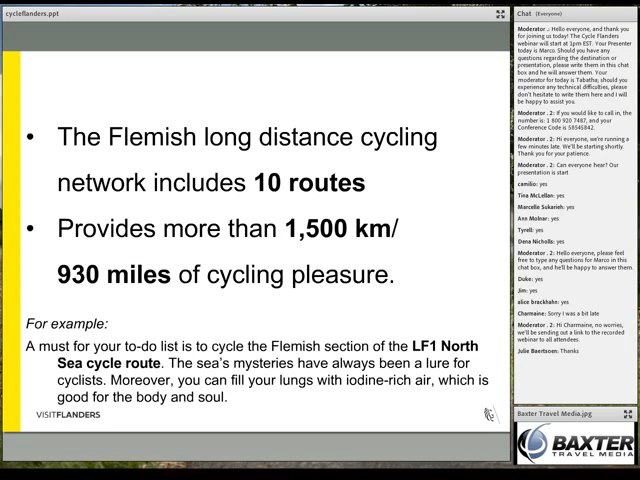 cycleflanders.ppt
• The Flemish long distance cycling
network includes 10 routes
• Provides more than 1,500 km/
930 miles of cycling pleasure.
For example:
A must for your to-do list is to cycle the Flemish section of the LF1 North
Sea cycle route. The sea's mysteries have always been a lure for
cyclists. Moreover, you can fill your lungs with iodine-rich air, which is
good for the body and soul.
VISITFLANDERS
Chat (Everyone)
Moderator .: Hello everyone, and thank you
for joining us today! The Cycle Flanders
webinar will start at 1pm EST. Your Presenter
today is Marco. Should you have any
questions regarding the destination or
presentation, please write them in this chat
box and he will answer them. Your
moderator for today is Tabatha; should you
experience any technical difficulties, please
don't hesitate to write them here and I will
be happy to assist you.
Moderator . 2: If you would like to call in, the
number is: 1 800 920 7487, and your
Conference Code is 58545842.
Moderator . 2: Hi everyone, we're running a
few minutes late. We'll be starting shortly.
Thank you for your patience.
Moderator . 2: Can everyone hear? Our
presentation is start
camilio: yes
Tina McLellan: yes
Marcelle Sukarieh: yes
Ann Molnar: yes
Tyrell: yes
Dena Nicholls: yes
Moderator . 2: Hello everyone, please feel
free to type any questions for Marco in this
chat box, and he'll be happy to answer them.
Duke: yes
Jim: yes
alice brackhahn: yes
Charmaine: Sorry I was a bit late
Moderator . 2: Hi Charmaine, no worries,
we'll be sending out a link to the recorded
webinar to all attendees.
Julie Baertsoen: Thanks
Baxter Travel Media.jpg
BAXTER
TRAVEL MEDIA